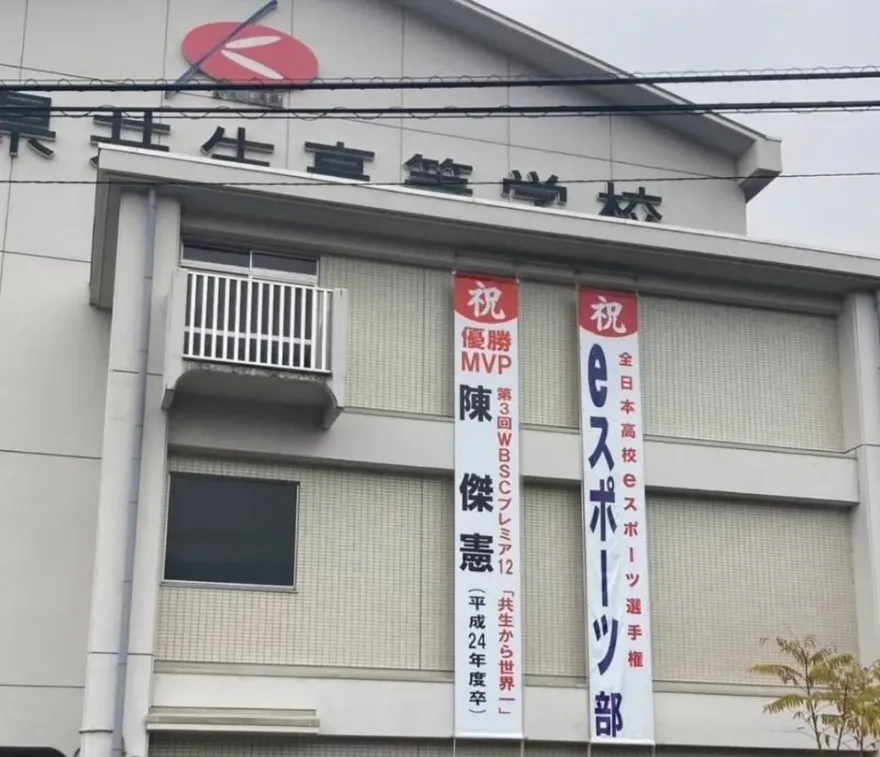 県共生高等学校
祝
優勝
MVP
第3回WBSCプレミア12「共生から世界一」
陳傑憲
(平成24年度卒)
祝
全日本高校eスポーツ選手権
eスポーツ部